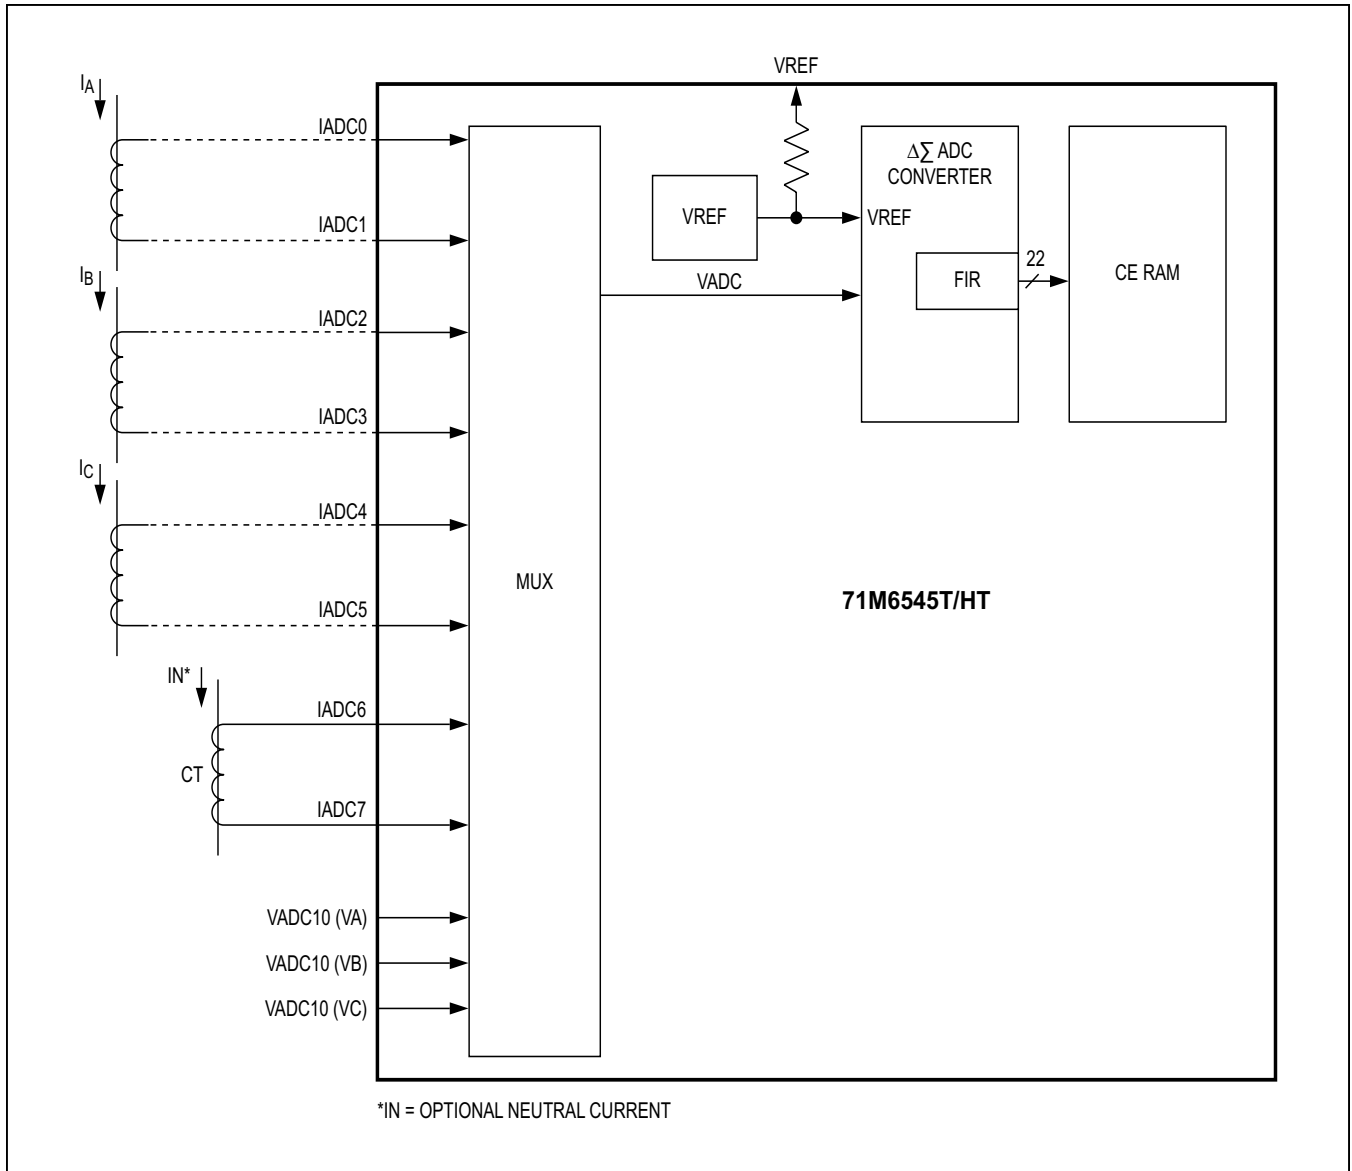 VREF
IA
IADC0
ΔΣ ADC
CONVERTER
VREF
VREF
IADC1
FIR
22
CE RAM
IB
VADC
IADC2
IADC3
IC
IADC4
MUX
71M6545T/HT
IADC5
IN*
IADC6
CT
IADC7
VADC10 (VA)
VADC10 (VB)
VADC10 (VC)
*IN = OPTIONAL NEUTRAL CURRENT